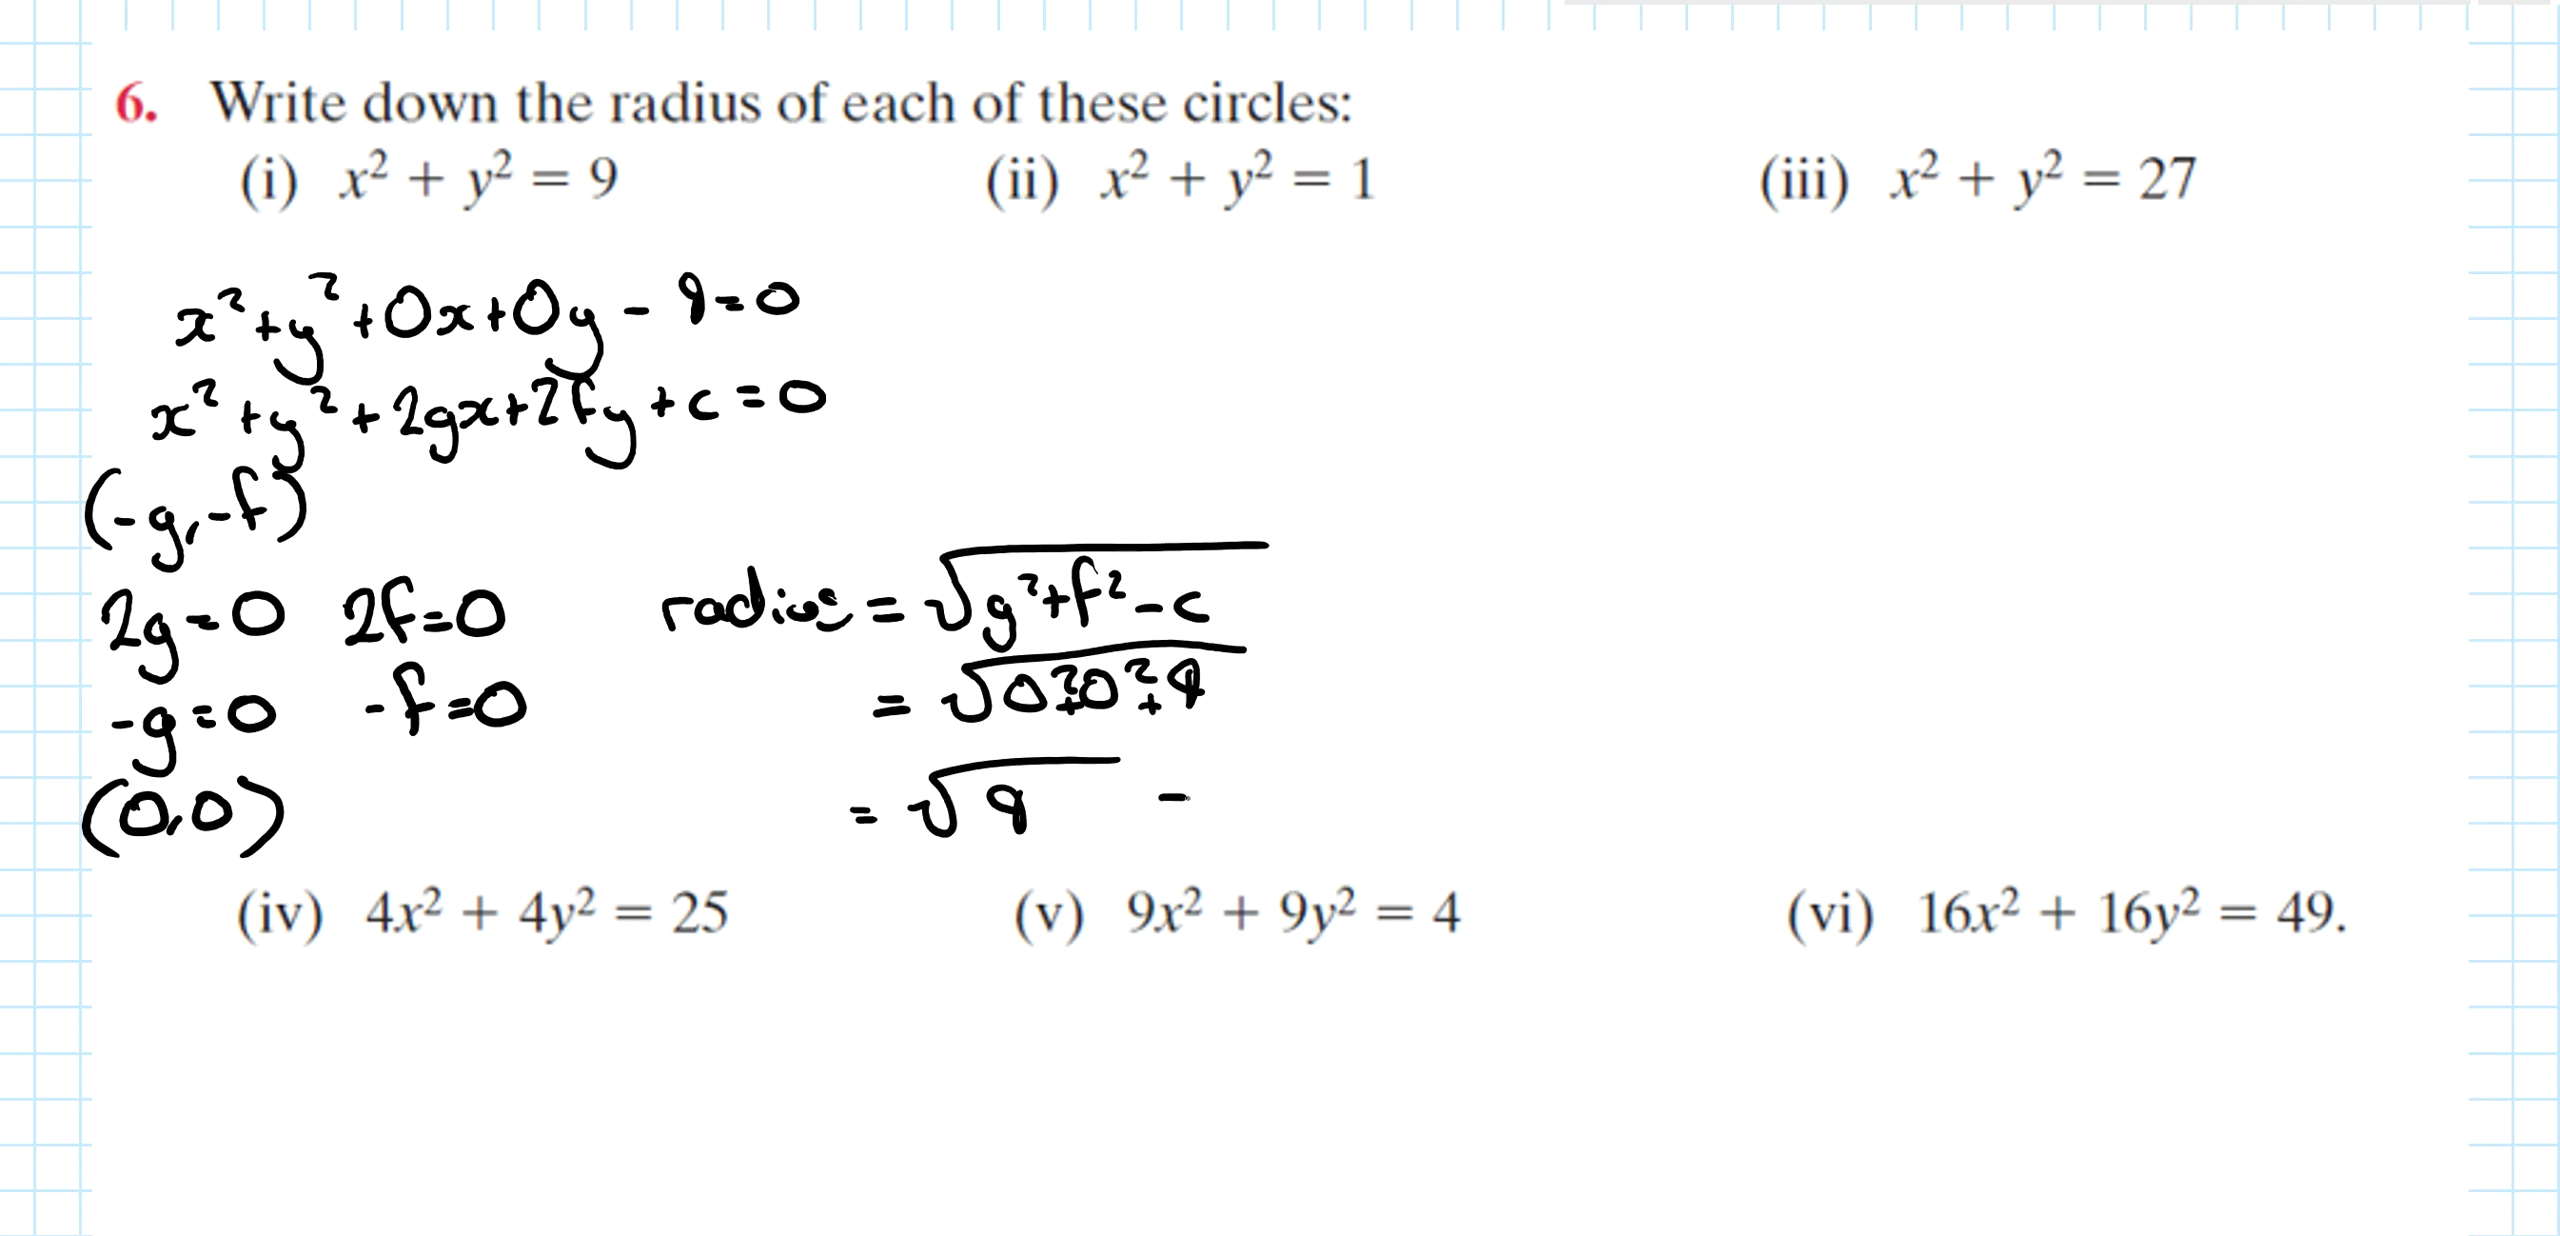 6. Write down the radius of each of these circles:
(i) x² + y² = 9 (ii) x² + y² = 1 (iii) x² + y² = 27
x²+y²+0x+0y-9=0
x²+y²+2gx+2fy+c=0
(-g,-f)
2g=0 2f=0 radius = √g²+f²-c
-g=0 -f=0 = √0²+0²+9
(0,0) = √9 -
(iv) 4x² + 4y² = 25 (v) 9x² + 9y² = 4 (vi) 16x² + 16y² = 49.